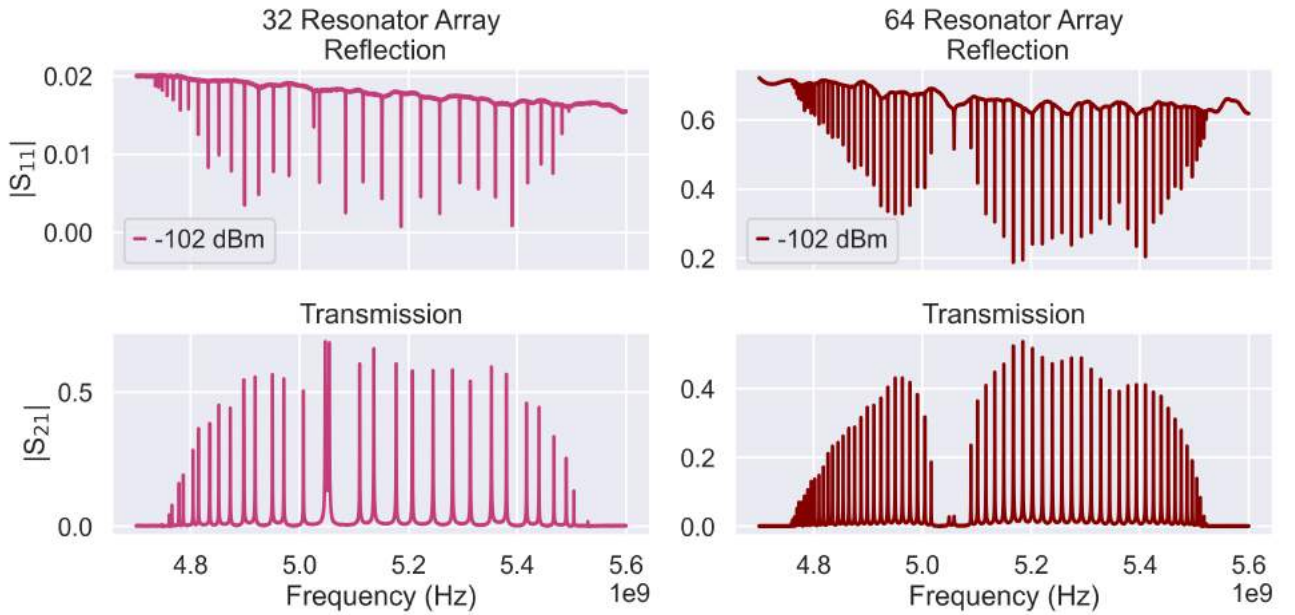 32 Resonator Array
Reflection
64 Resonator Array
Reflection
|S₁₁|
0.02
0.01
0.00
-102 dBm
0.6
0.4
0.2
-102 dBm
Transmission
Transmission
|S₂₁|
0.5
0.0
4.8 5.0 5.2 5.4 5.6
1e9
Frequency (Hz)
0.4
0.2
0.0
4.8 5.0 5.2 5.4 5.6
1e9
Frequency (Hz)